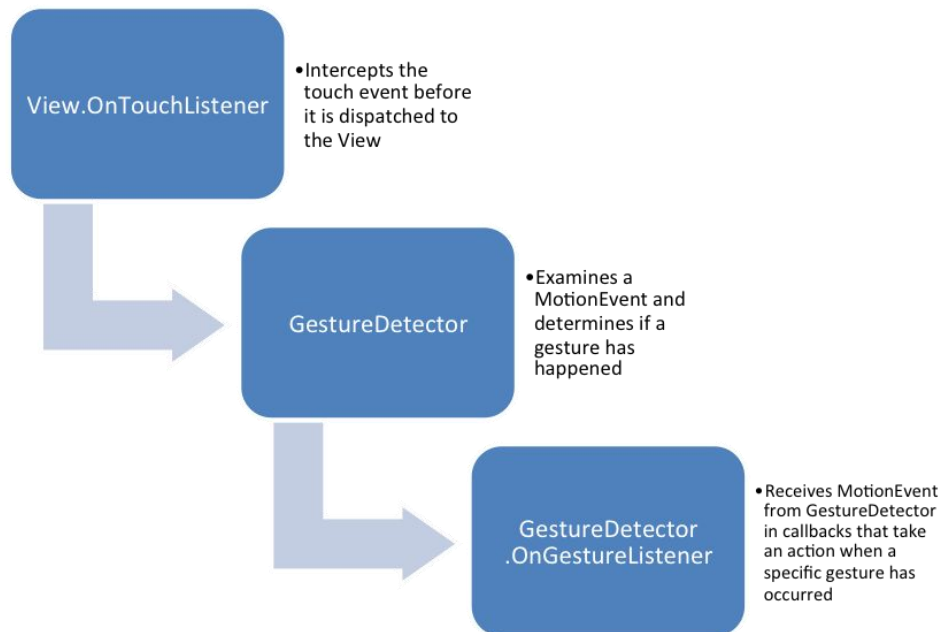 View.OnTouchListener
•Intercepts the
touch event before
it is dispatched to
the View
GestureDetector
•Examines a
MotionEvent and
determines if a
gesture has
happened
GestureDetector
.OnGestureListener
•Receives MotionEvent
from GestureDetector
in callbacks that take
an action when a
specific gesture has
occurred